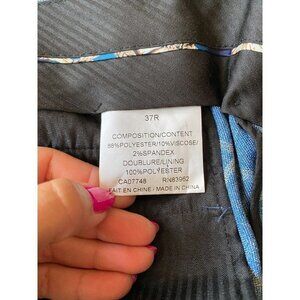 37R
COMPOSITION/CONTENT
88%POLYESTER/10%VISCOSE/
2%SPANDEX
DOUBLURE/LINING
100%POLYESTER
CA07748 RN83962
FAIT EN CHINE / MADE IN CHINA